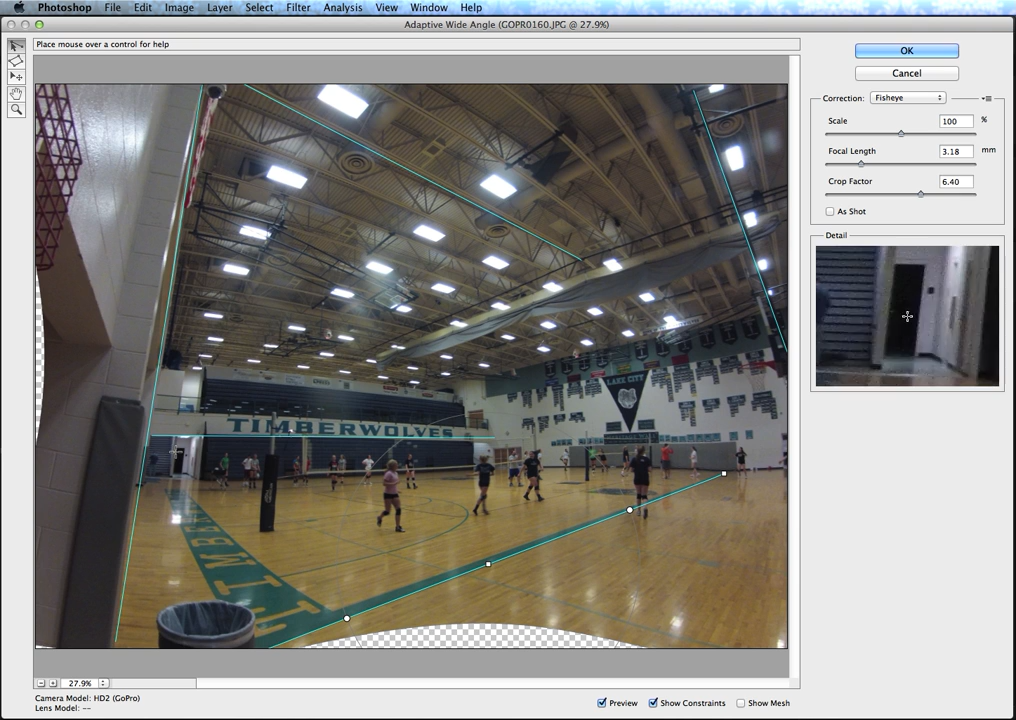 Photoshop File Edit Image Layer Select Filter Analysis View Window Help
Adaptive Wide Angle (GOPR0160.JPG @ 27.9%)
Place mouse over a control for help
OK
Cancel
Correction: Fisheye
Scale 100 %
Focal Length 3.18 mm
Crop Factor 6.40
As Shot
Detail
LAKE CITY
TIMBERWOLVES
TIMBE
27.9%
Camera Model: HD2 (GoPro)
Lens Model: --
Preview Show Constraints Show Mesh